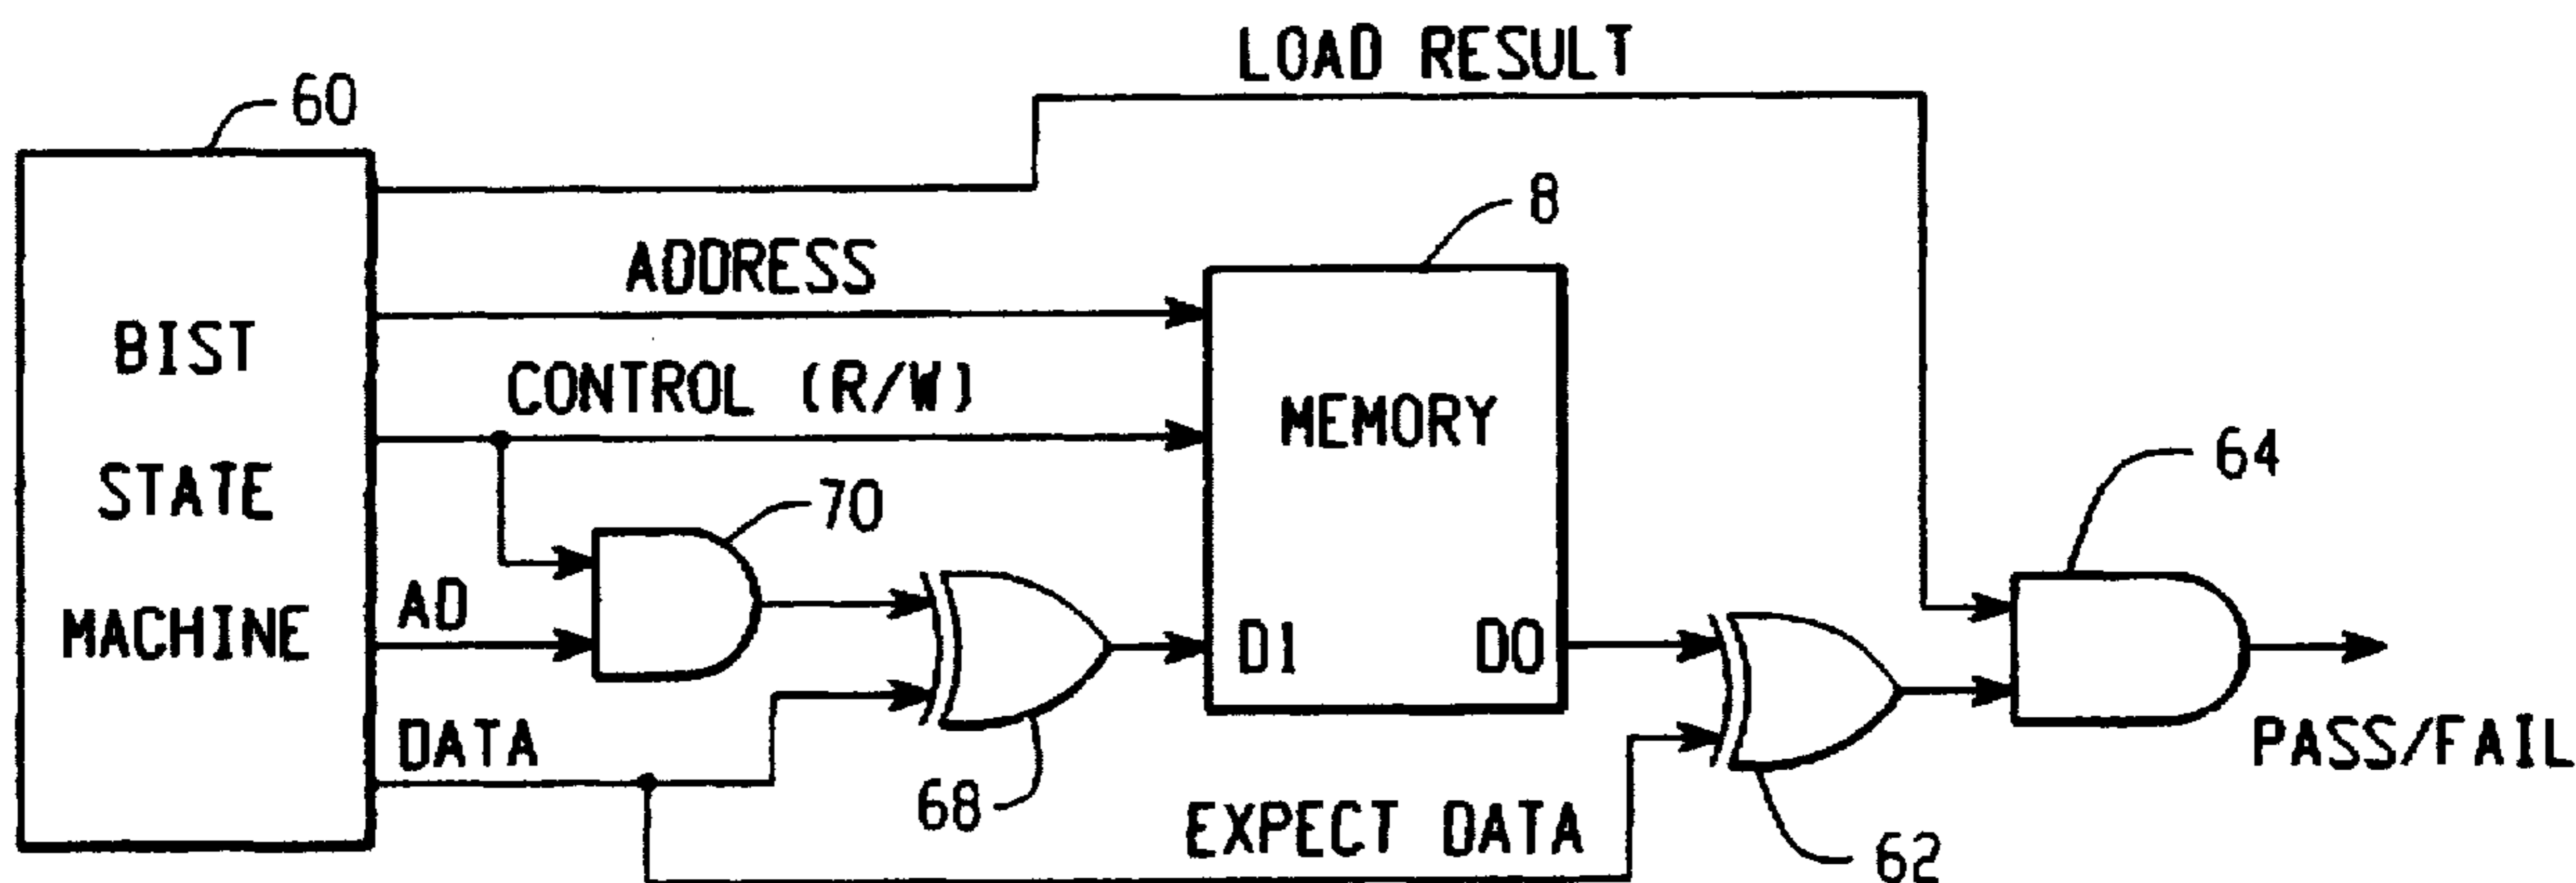 LOAD RESULT
60
8
ADDRESS
BIST
STATE
MACHINE
CONTROL (R/W)
MEMORY
64
70
AD
DI
DO
DATA
68
EXPECT DATA
PASS/FAIL
62